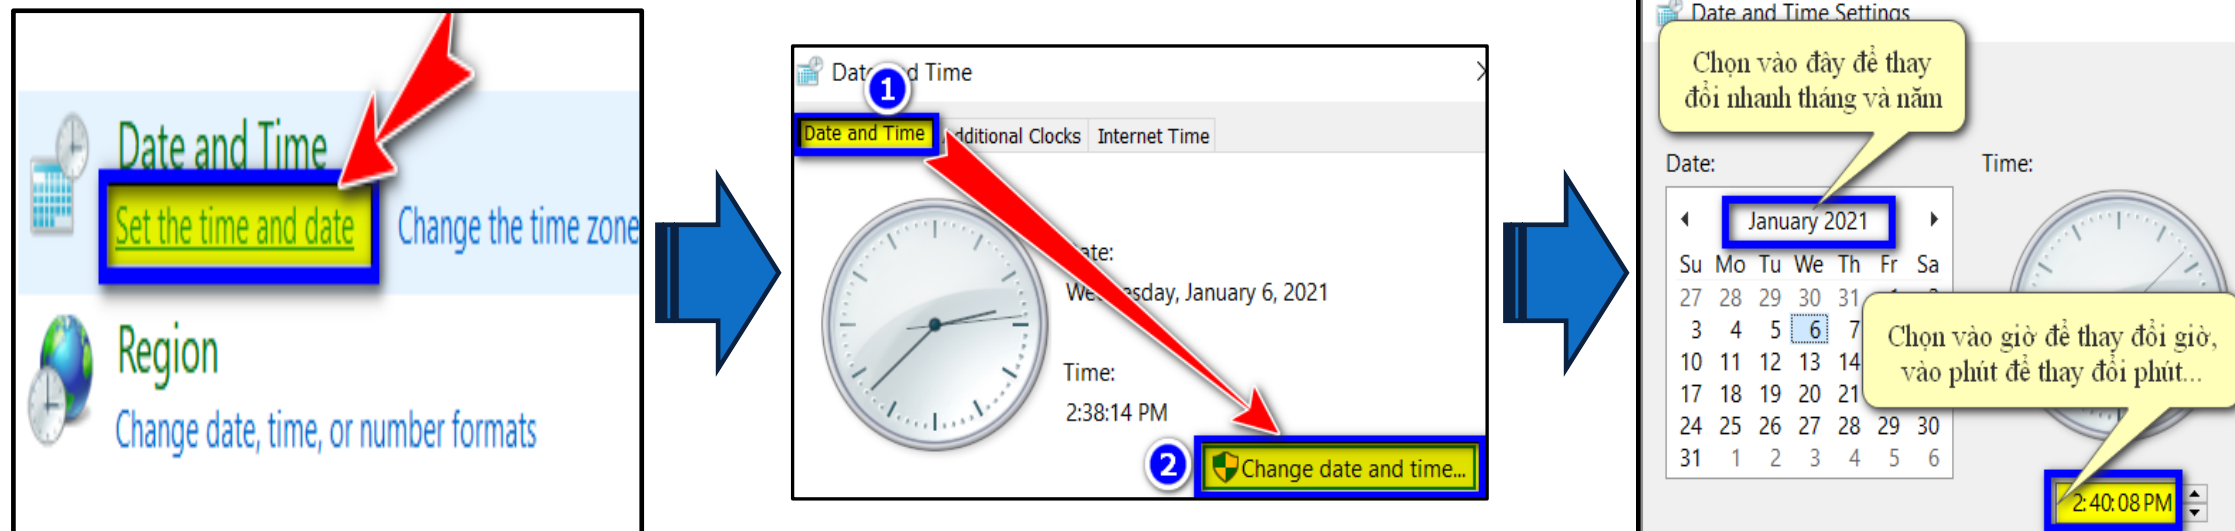 Date and Time
Set the time and date
Change the time zone
Region
Change date, time, or number formats
Date and Time
1
Date and Time
Additional Clocks
Internet Time
Date:
Wednesday, January 6, 2021
Time:
2:38:14 PM
2
Change date and time...
Date and Time Settings
Chọn vào đây để thay
đổi nhanh tháng và năm
Date:
Time:
January 2021
Su Mo Tu We Th Fr Sa
27 28 29 30 31
3 4 5 6 7
10 11 12 13 14
17 18 19 20 21
24 25 26 27 28 29 30
31 1 2 3 4 5 6
Chọn vào giờ để thay đổi giờ,
vào phút để thay đổi phút...
2:40:08 PM